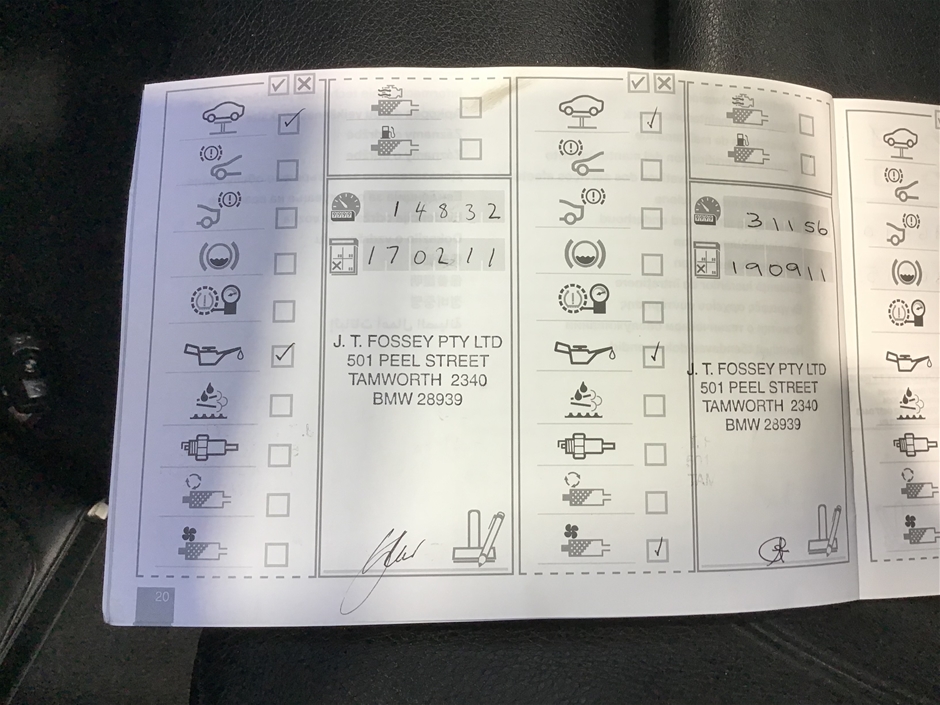 14832
170211
J. T. FOSSEY PTY LTD
501 PEEL STREET
TAMWORTH 2340
BMW 28939
31156
190911
J. T. FOSSEY PTY LTD
501 PEEL STREET
TAMWORTH 2340
BMW 28939
20